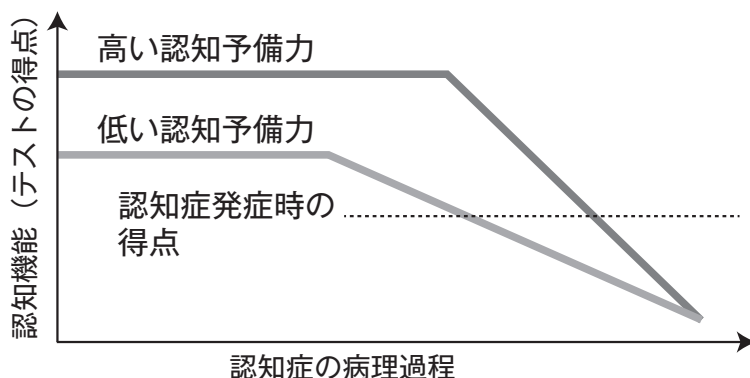 認知機能（テストの得点）
高い認知予備力
低い認知予備力
認知症発症時の
得点
認知症の病理過程